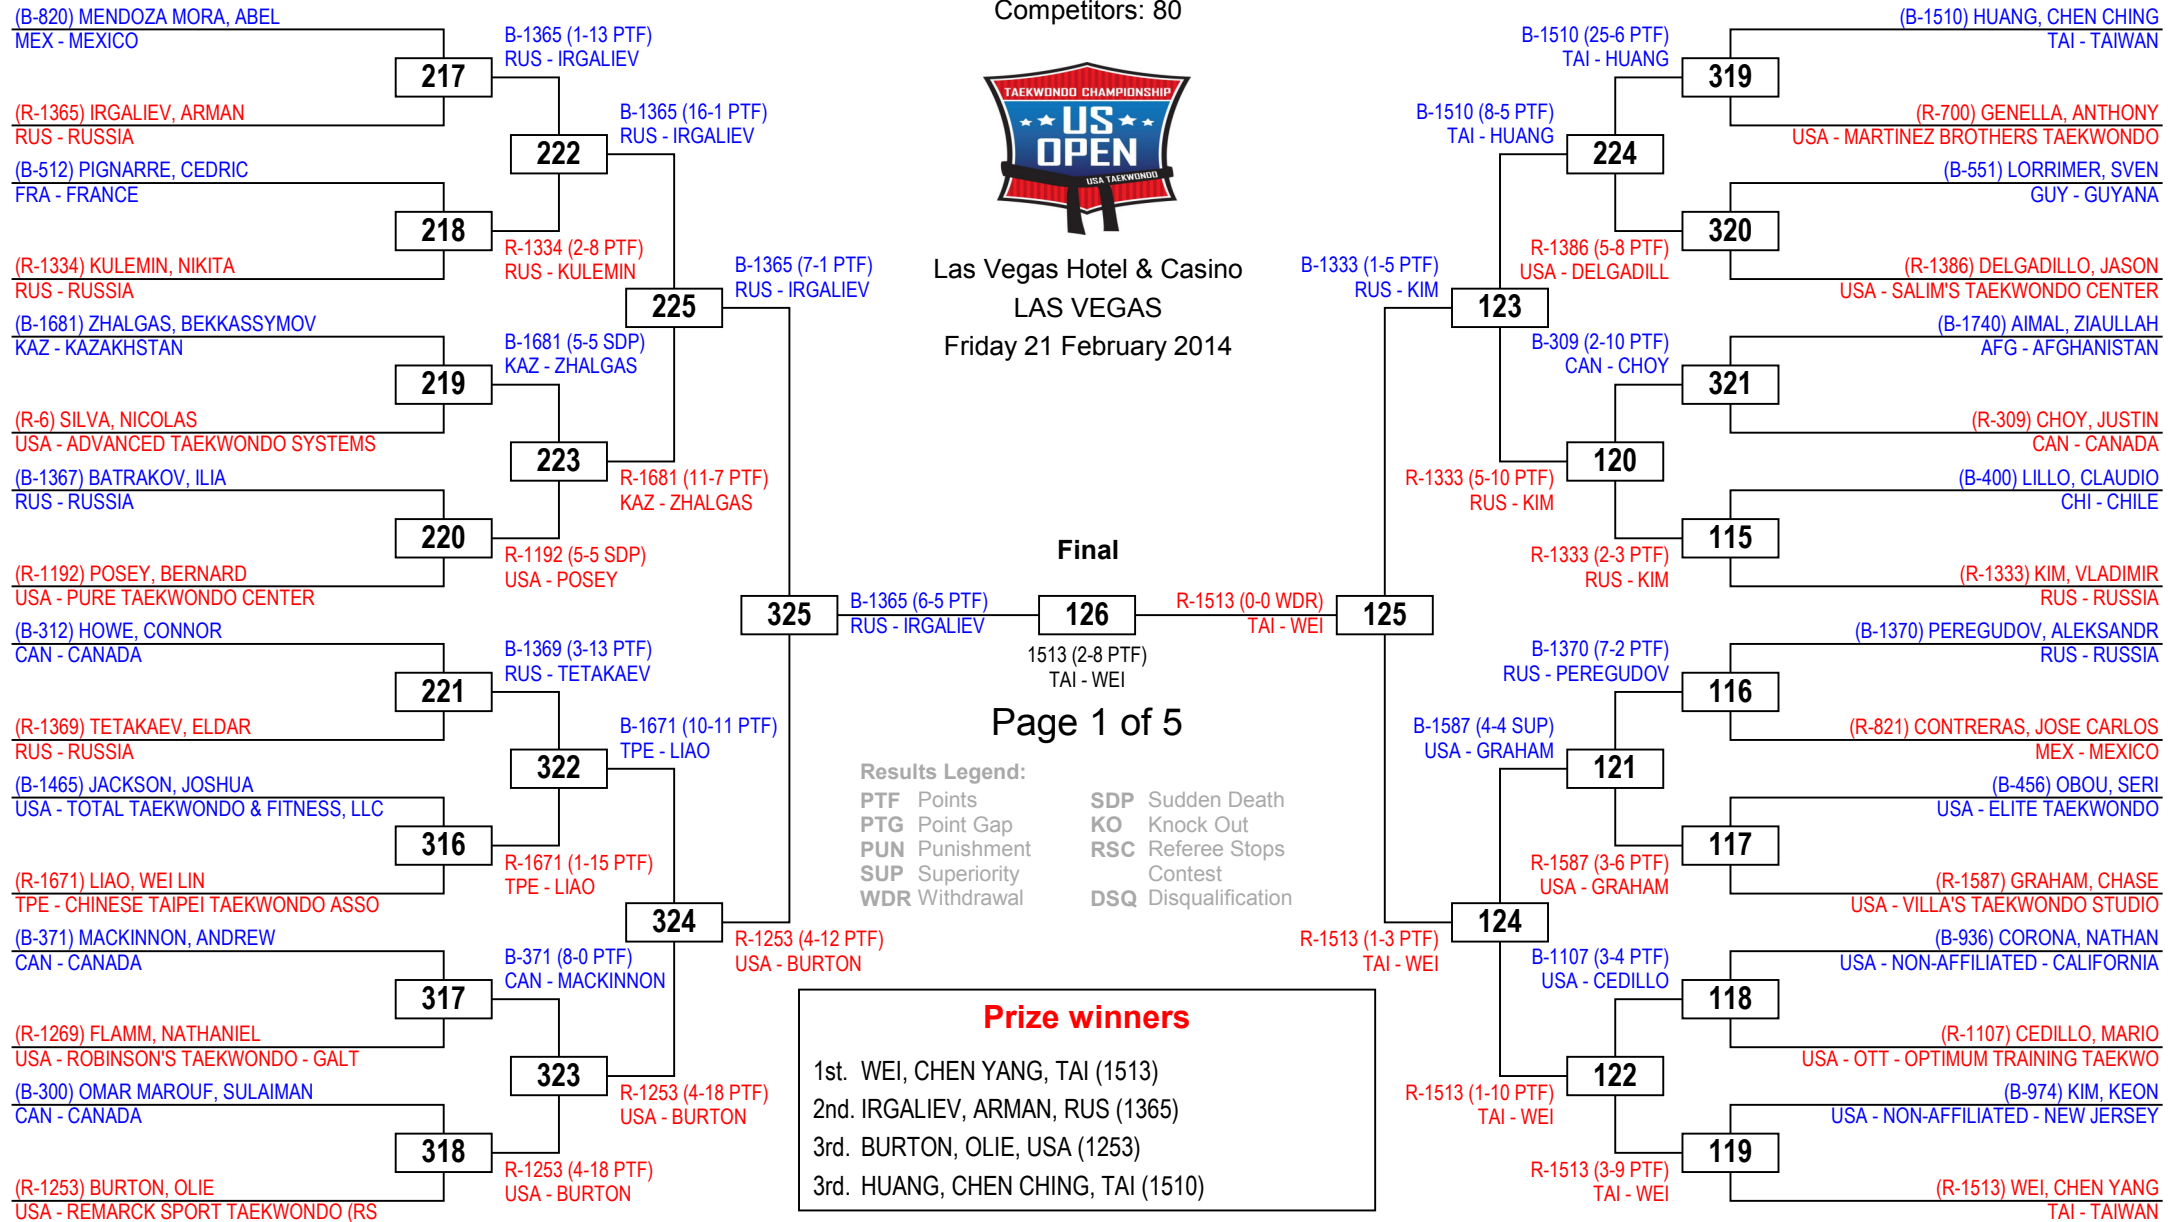 (B-820) MENDOZA MORA, ABEL
MEX - MEXICO
(R-1365) IRGALIEV, ARMAN
RUS - RUSSIA
(B-512) PIGNARRE, CEDRIC
FRA - FRANCE
(R-1334) KULEMIN, NIKITA
RUS - RUSSIA
(B-1681) ZHALGAS, BEKKASSYMOV
KAZ - KAZAKHSTAN
(R-6) SILVA, NICOLAS
USA - ADVANCED TAEKWONDO SYSTEMS
(B-1367) BATRAKOV, ILIA
RUS - RUSSIA
(R-1192) POSEY, BERNARD
USA - PURE TAEKWONDO CENTER
(B-312) HOWE, CONNOR
CAN - CANADA
(R-1369) TETAKAEV, ELDAR
RUS - RUSSIA
(B-1465) JACKSON, JOSHUA
USA - TOTAL TAEKWONDO & FITNESS, LLC
(R-1671) LIAO, WEI LIN
TPE - CHINESE TAIPEI TAEKWONDO ASSO
(B-371) MACKINNON, ANDREW
CAN - CANADA
(R-1269) FLAMM, NATHANIEL
USA - ROBINSON'S TAEKWONDO - GALT
(B-300) OMAR MAROUF, SULAIMAN
CAN - CANADA
(R-1253) BURTON, OLIE
USA - REMARCK SPORT TAEKWONDO (RS
217
218
219
220
221
316
317
318
B-1365 (1-13 PTF)
RUS - IRGALIEV
R-1334 (2-8 PTF)
RUS - KULEMIN
B-1681 (5-5 SDP)
KAZ - ZHALGAS
R-1192 (5-5 SDP)
USA - POSEY
B-1369 (3-13 PTF)
RUS - TETAKAEV
R-1671 (1-15 PTF)
TPE - LIAO
B-371 (8-0 PTF)
CAN - MACKINNON
R-1253 (4-18 PTF)
USA - BURTON
222
223
322
323
B-1365 (16-1 PTF)
RUS - IRGALIEV
R-1681 (11-7 PTF)
KAZ - ZHALGAS
B-1671 (10-11 PTF)
TPE - LIAO
R-1253 (4-18 PTF)
USA - BURTON
225
324
B-1365 (7-1 PTF)
RUS - IRGALIEV
R-1253 (4-12 PTF)
USA - BURTON
325
B-1365 (6-5 PTF)
RUS - IRGALIEV
Competitors: 80
TAEKWONDO CHAMPIONSHIP
US
OPEN
USA TAEKWONDO
Las Vegas Hotel & Casino
LAS VEGAS
Friday 21 February 2014
Final
126
1513 (2-8 PTF)
TAI - WEI
Page 1 of 5
Results Legend:
PTF Points
PTG Point Gap
PUN Punishment
SUP Superiority
WDR Withdrawal
SDP Sudden Death
KO Knock Out
RSC Referee Stops
Contest
DSQ Disqualification
Prize winners
1st. WEI, CHEN YANG, TAI (1513)
2nd. IRGALIEV, ARMAN, RUS (1365)
3rd. BURTON, OLIE, USA (1253)
3rd. HUANG, CHEN CHING, TAI (1510)
R-1513 (0-0 WDR)
TAI - WEI
125
B-1333 (1-5 PTF)
RUS - KIM
R-1513 (1-3 PTF)
TAI - WEI
123
124
B-1510 (8-5 PTF)
TAI - HUANG
R-1333 (5-10 PTF)
RUS - KIM
B-1587 (4-4 SUP)
USA - GRAHAM
R-1513 (1-10 PTF)
TAI - WEI
224
120
121
122
B-1510 (25-6 PTF)
TAI - HUANG
R-1386 (5-8 PTF)
USA - DELGADILL
B-309 (2-10 PTF)
CAN - CHOY
R-1333 (2-3 PTF)
RUS - KIM
B-1370 (7-2 PTF)
RUS - PEREGUDOV
R-1587 (3-6 PTF)
USA - GRAHAM
B-1107 (3-4 PTF)
USA - CEDILLO
R-1513 (3-9 PTF)
TAI - WEI
319
320
321
115
116
117
118
119
(B-1510) HUANG, CHEN CHING
TAI - TAIWAN
(R-700) GENELLA, ANTHONY
USA - MARTINEZ BROTHERS TAEKWONDO
(B-551) LORRIMER, SVEN
GUY - GUYANA
(R-1386) DELGADILLO, JASON
USA - SALIM'S TAEKWONDO CENTER
(B-1740) AIMAL, ZIAULLAH
AFG - AFGHANISTAN
(R-309) CHOY, JUSTIN
CAN - CANADA
(B-400) LILLO, CLAUDIO
CHI - CHILE
(R-1333) KIM, VLADIMIR
RUS - RUSSIA
(B-1370) PEREGUDOV, ALEKSANDR
RUS - RUSSIA
(R-821) CONTRERAS, JOSE CARLOS
MEX - MEXICO
(B-456) OBOU, SERI
USA - ELITE TAEKWONDO
(R-1587) GRAHAM, CHASE
USA - VILLA'S TAEKWONDO STUDIO
(B-936) CORONA, NATHAN
USA - NON-AFFILIATED - CALIFORNIA
(R-1107) CEDILLO, MARIO
USA - OTT - OPTIMUM TRAINING TAEKWO
(B-974) KIM, KEON
USA - NON-AFFILIATED - NEW JERSEY
(R-1513) WEI, CHEN YANG
TAI - TAIWAN